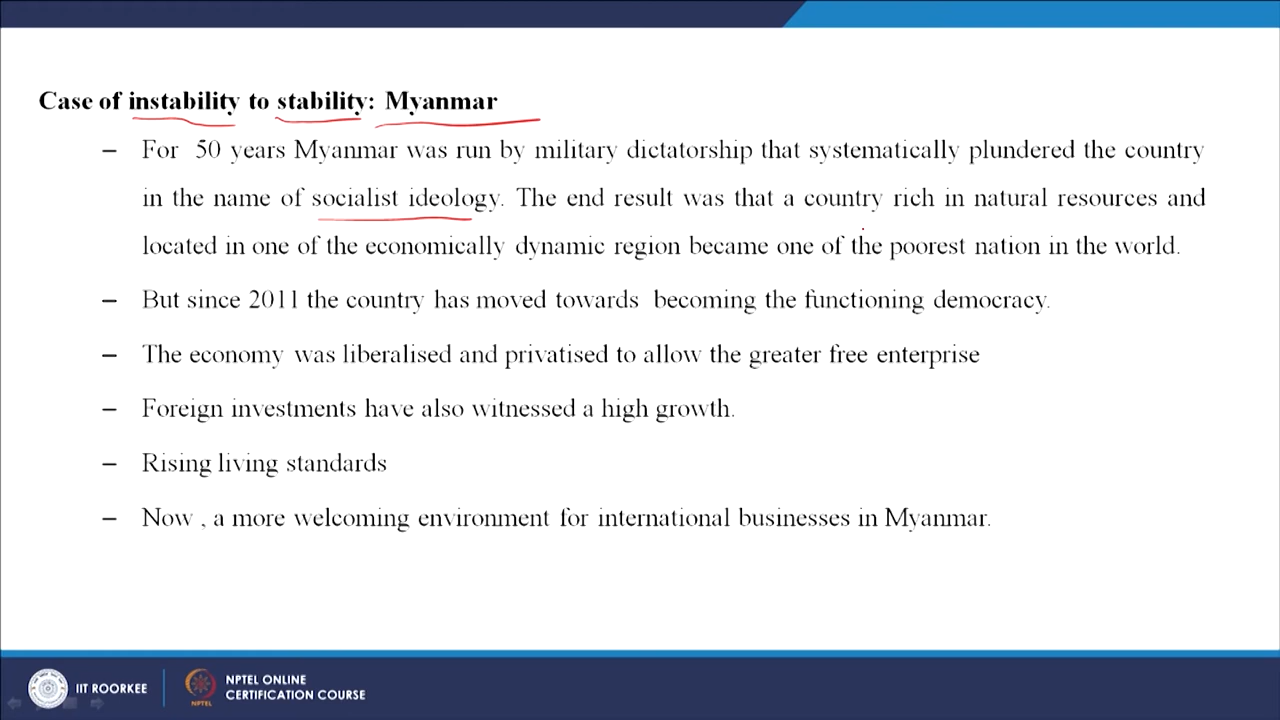 Case of instability to stability: Myanmar
– For 50 years Myanmar was run by military dictatorship that systematically plundered the country
in the name of socialist ideology. The end result was that a country rich in natural resources and
located in one of the economically dynamic region became one of the poorest nation in the world.
– But since 2011 the country has moved towards becoming the functioning democracy.
– The economy was liberalised and privatised to allow the greater free enterprise
– Foreign investments have also witnessed a high growth.
– Rising living standards
– Now , a more welcoming environment for international businesses in Myanmar.
IIT ROORKEE
NPTEL ONLINE
CERTIFICATION COURSE
NPTEL